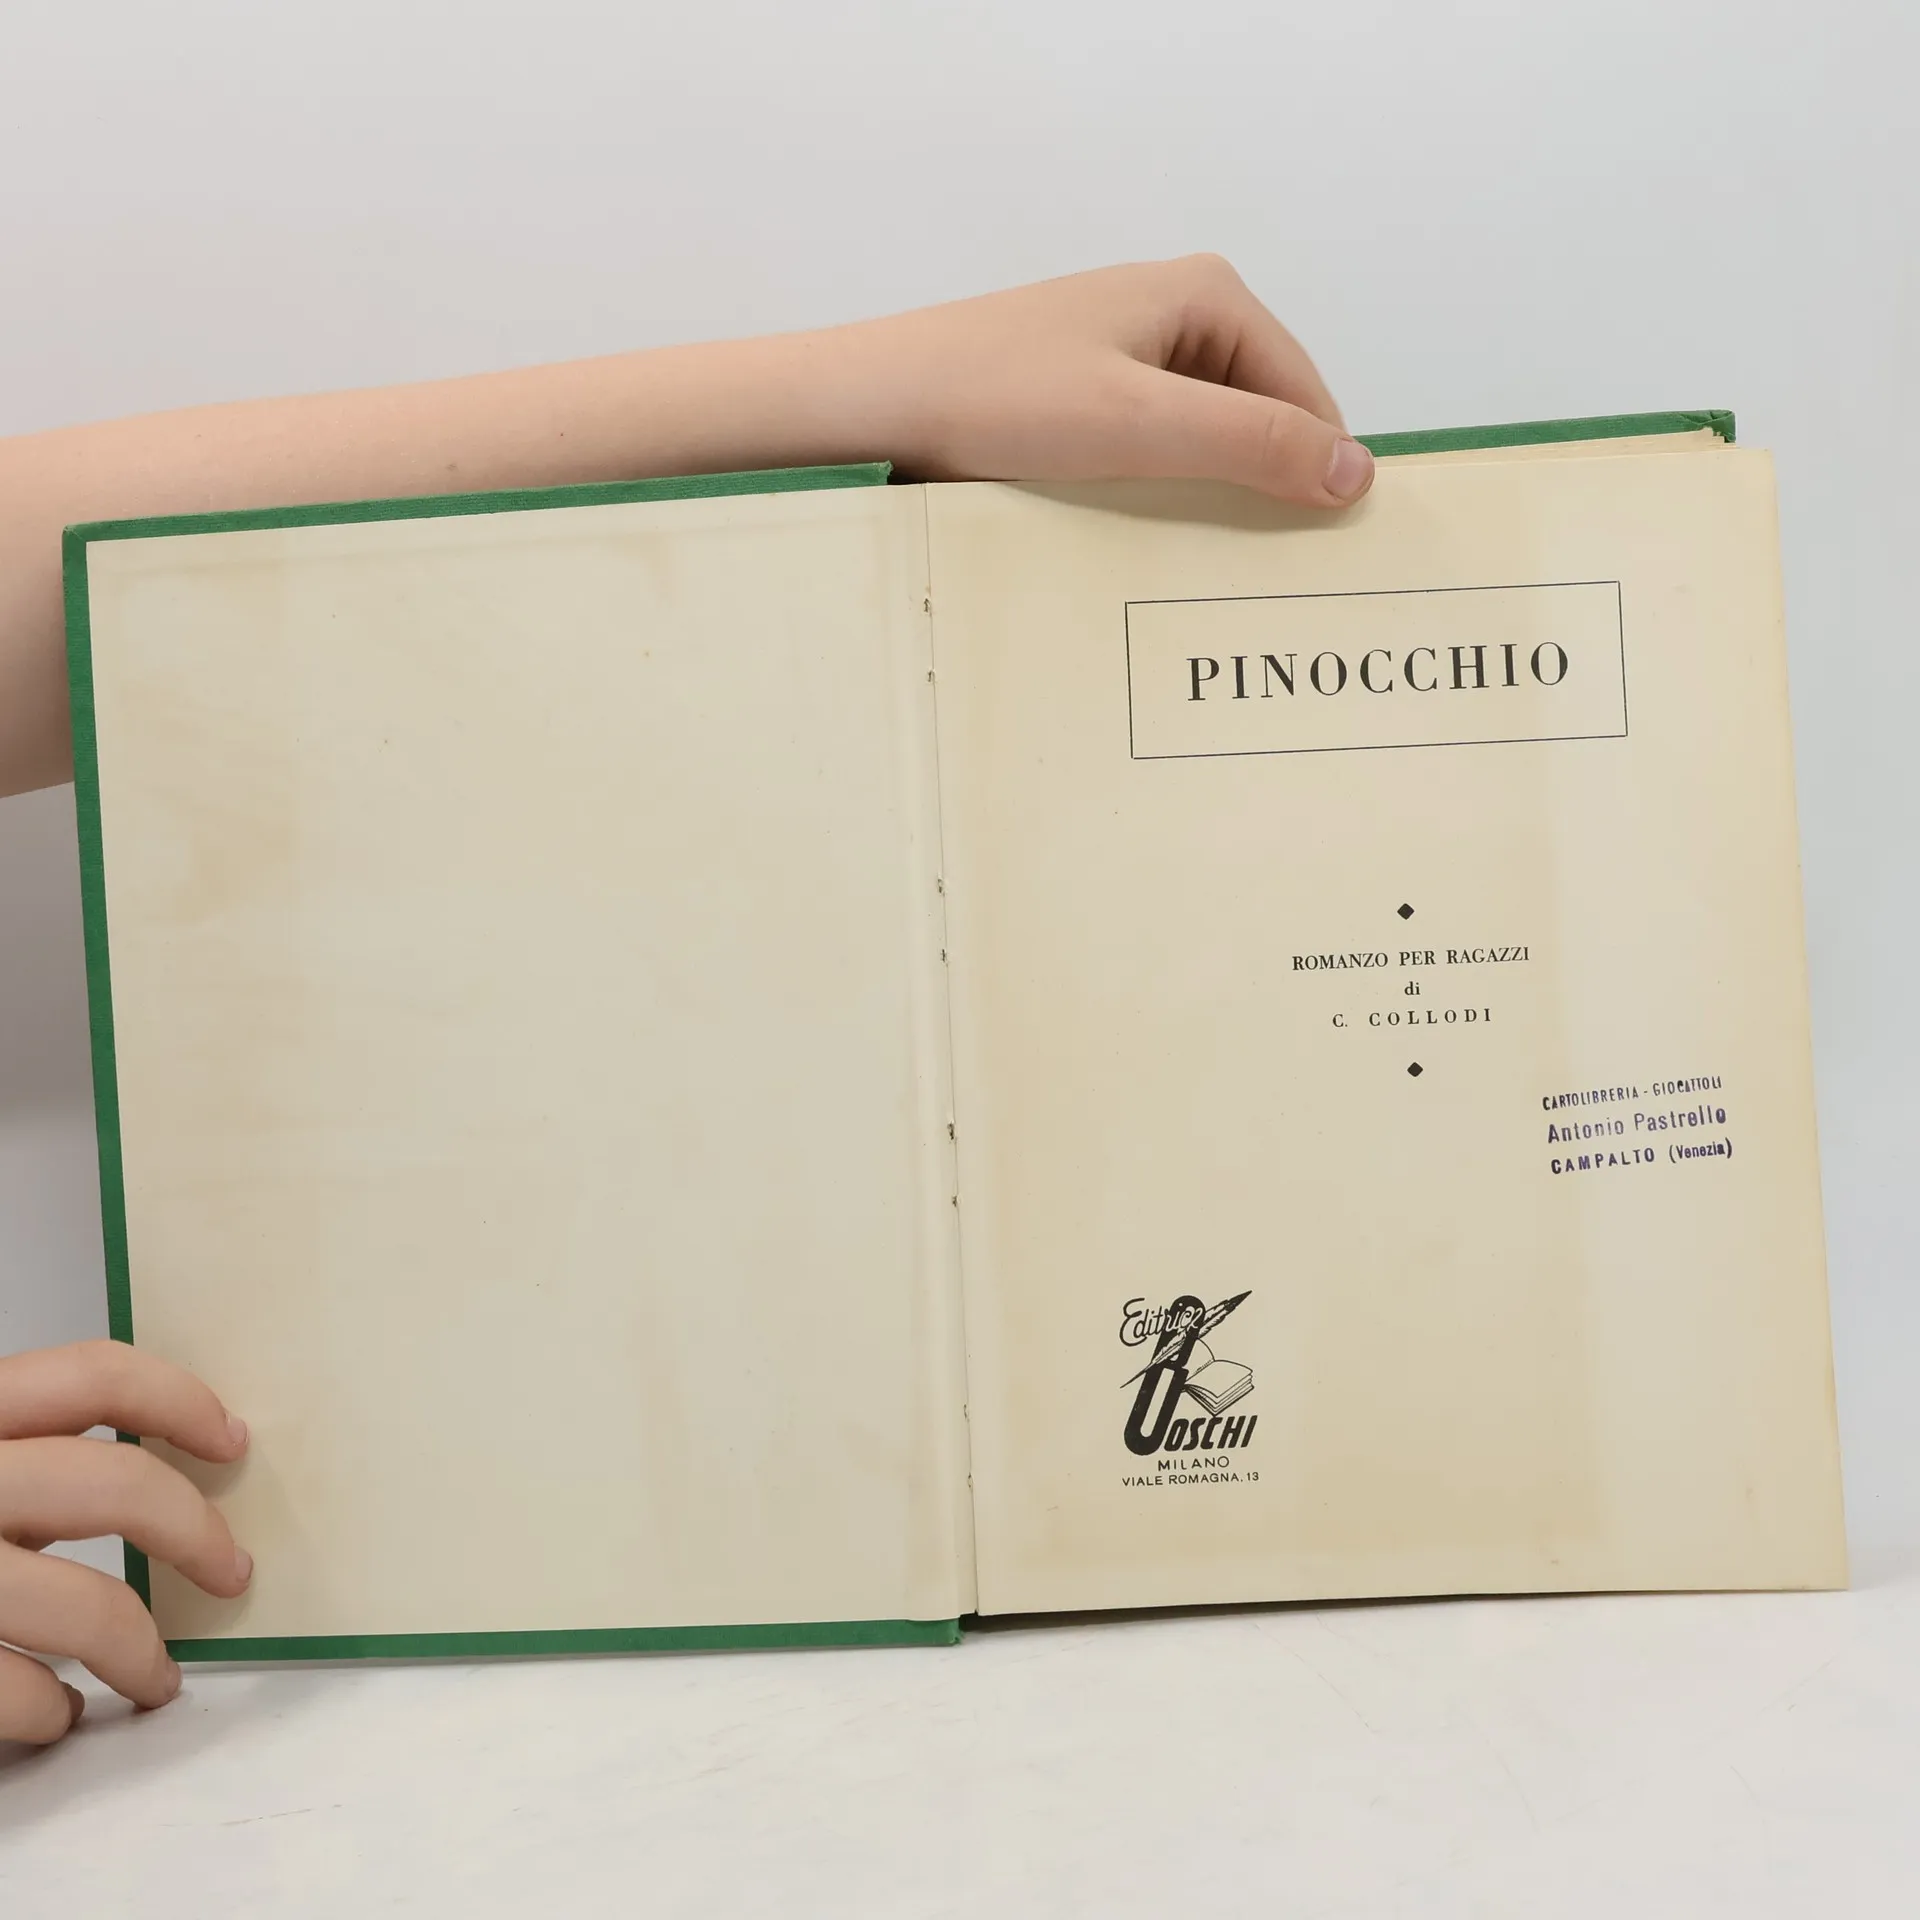 PINOCCHIO
ROMANZO PER RAGAZZI
di
C. COLLODI
CARTOLIBRERIA - GIOCATTOLI
Antonio Pastrello
CAMPALTO (Venezia)
Editrice
BOSCHI
MILANO
VIALE ROMAGNA, 13